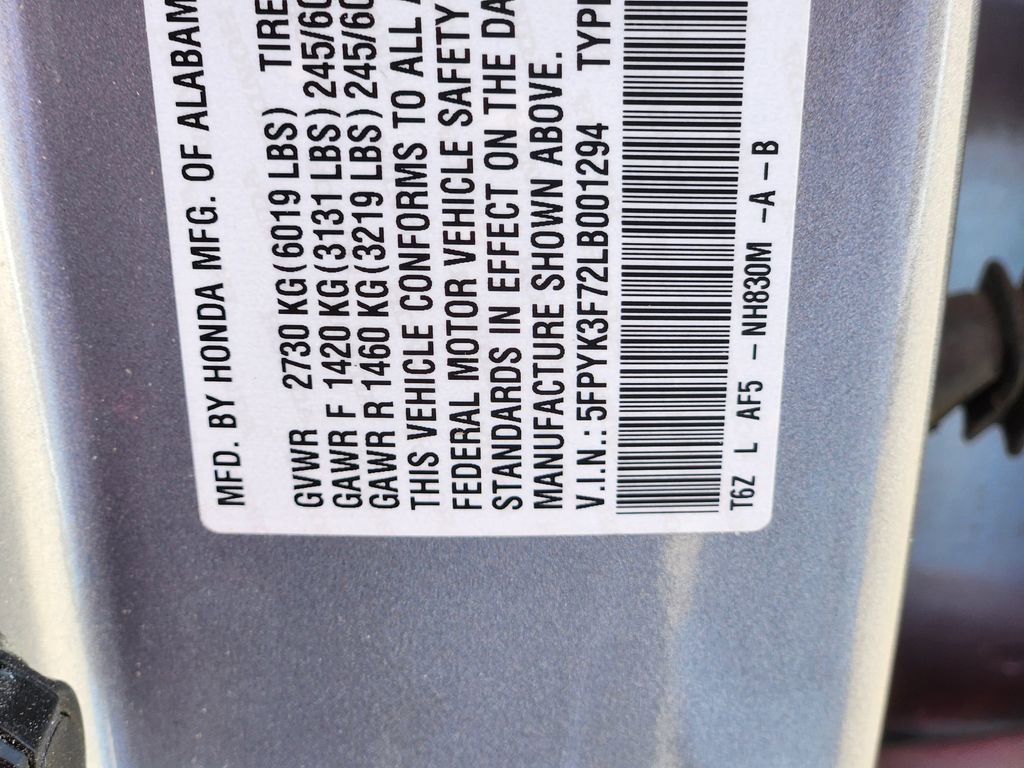 MFD. BY HONDA MFG. OF ALABAM
GVWR 2730 KG(6019 LBS) TIRE
GAWR F 1420 KG(3131 LBS) 245/60
GAWR R 1460 KG(3219 LBS) 245/60
THIS VEHICLE CONFORMS TO ALL A
FEDERAL MOTOR VEHICLE SAFETY
STANDARDS IN EFFECT ON THE DA
MANUFACTURE SHOWN ABOVE.
V.I.N.: 5FPYK3F72LB001294 TYPE
T6Z L AF5 - NH830M -A - B